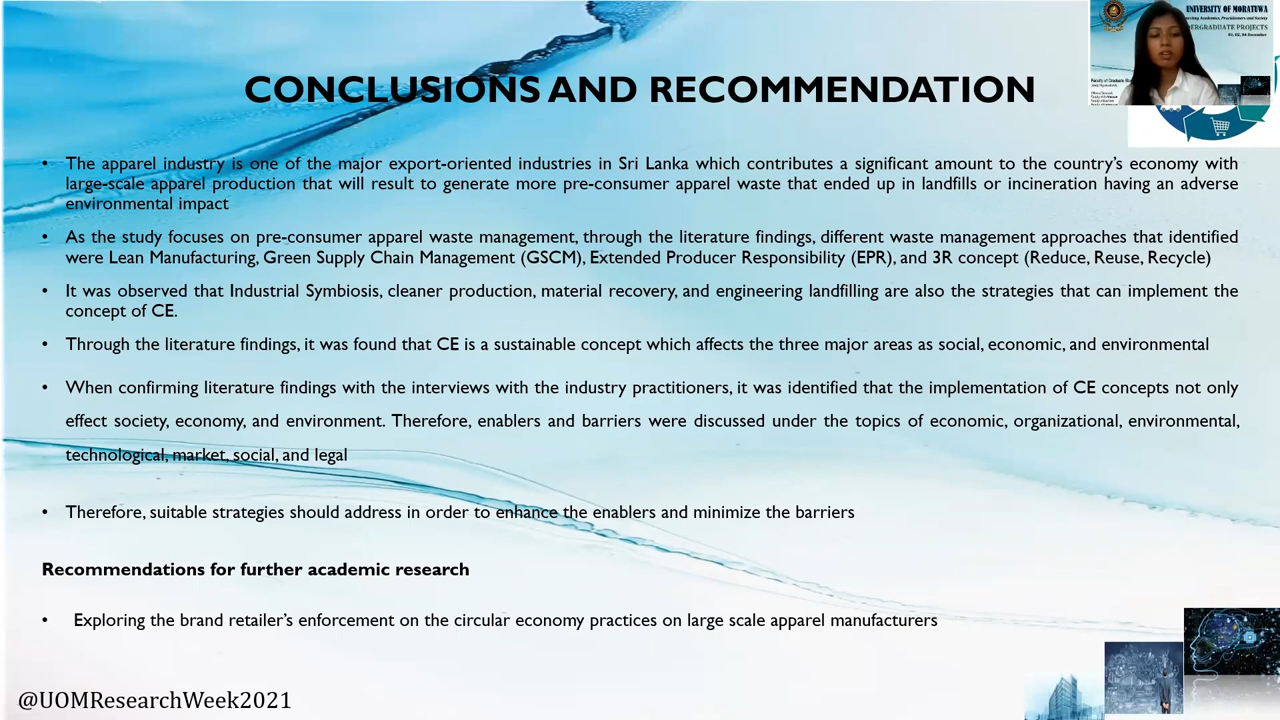 UNIVERSITY OF MORATUWA
CONCLUSIONS AND RECOMMENDATION
• The apparel industry is one of the major export-oriented industries in Sri Lanka which contributes a significant amount to the country's economy with
large-scale apparel production that will result to generate more pre-consumer apparel waste that ended up in landfills or incineration having an adverse
environmental impact
• As the study focuses on pre-consumer apparel waste management, through the literature findings, different waste management approaches that identified
were Lean Manufacturing, Green Supply Chain Management (GSCM), Extended Producer Responsibility (EPR), and 3R concept (Reduce, Reuse, Recycle)
• It was observed that Industrial Symbiosis, cleaner production, material recovery, and engineering landfilling are also the strategies that can implement the
concept of CE.
• Through the literature findings, it was found that CE is a sustainable concept which affects the three major areas as social, economic, and environmental
• When confirming literature findings with the interviews with the industry practitioners, it was identified that the implementation of CE concepts not only
effect society, economy, and environment. Therefore, enablers and barriers were discussed under the topics of economic, organizational, environmental,
technological, market, social, and legal
• Therefore, suitable strategies should address in order to enhance the enablers and minimize the barriers
Recommendations for further academic research
• Exploring the brand retailer's enforcement on the circular economy practices on large scale apparel manufacturers
@UOMResearchWeek2021